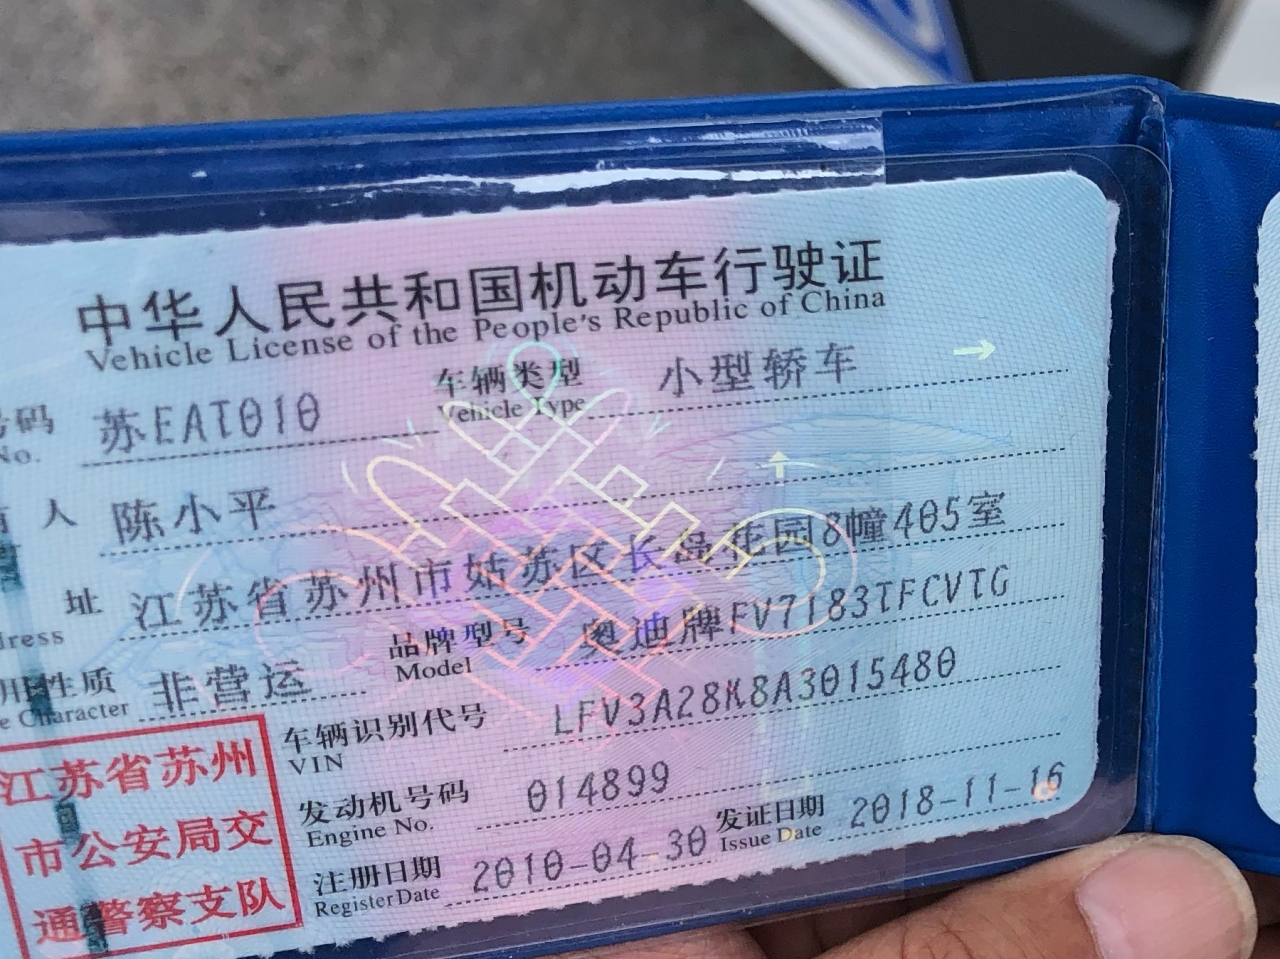 中华人民共和国机动车行驶证
Vehicle License of the People's Republic of China
号码 苏EAT010 车辆类型 小型轿车
No. Vehicle Type
人 陈小平
址 江苏省苏州市姑苏区长岛花园8幢405室
dress
用性质 非营运 品牌型号 奥迪牌FV7183TFCVTG
e Character Model
江苏省苏州
市公安局交
通警察支队
车辆识别代号 LFV3A28K8A3015480
VIN
发动机号码 014899
Engine No.
发证日期 2018-11-16
Issue Date
注册日期 2010-04-30
Register Date